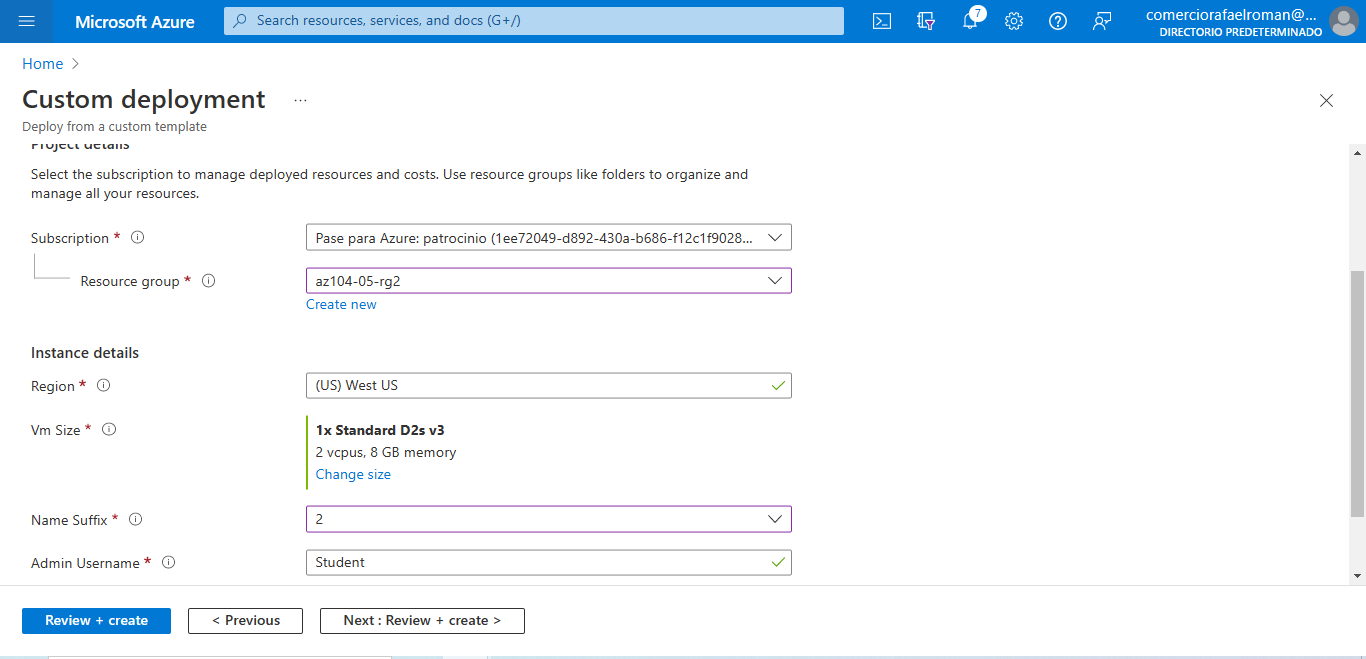 Microsoft Azure
Search resources, services, and docs (G+/)
7
comerciorafaelroman@...
DIRECTORIO PREDETERMINADO
Home >
Custom deployment ...
Deploy from a custom template
Project details
Select the subscription to manage deployed resources and costs. Use resource groups like folders to organize and
manage all your resources.
Subscription *
Pase para Azure: patrocinio (1ee72049-d892-430a-b686-f12c1f9028...
Resource group *
az104-05-rg2
Create new
Instance details
Region *
(US) West US
Vm Size *
1x Standard D2s v3
2 vcpus, 8 GB memory
Change size
Name Suffix *
2
Admin Username *
Student
Review + create
< Previous
Next : Review + create >